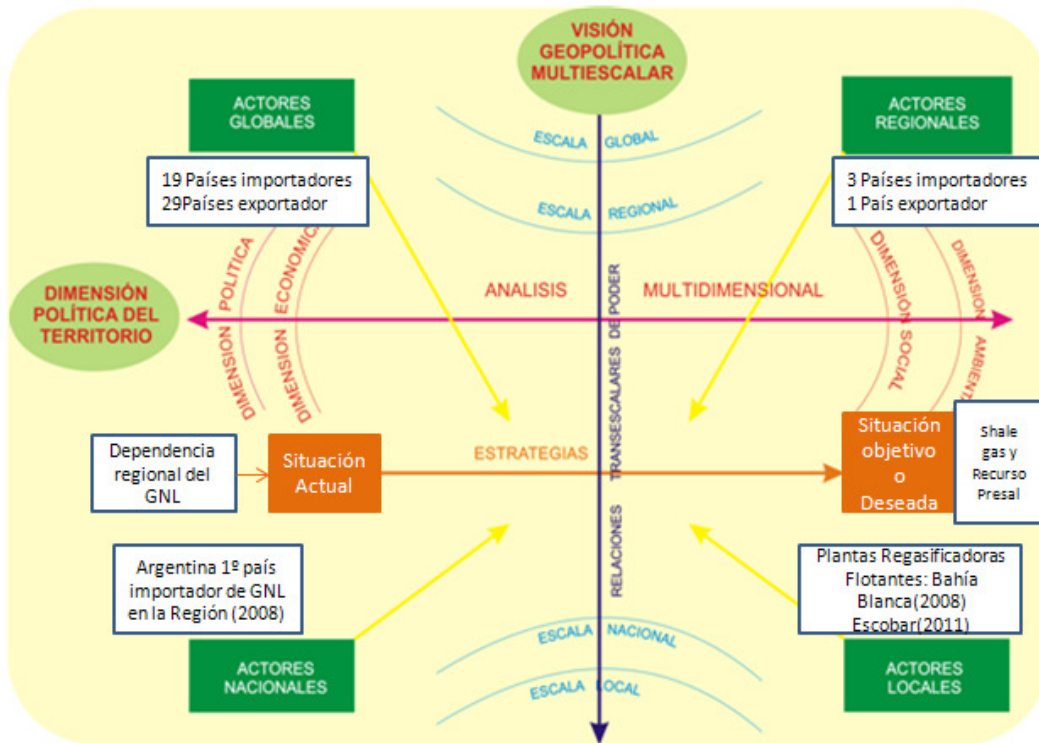 VISIÓN
GEOPOLÍTICA
MULTIESCALAR
ACTORES
GLOBALES
ACTORES
REGIONALES
19 Países importadores
29Países exportador
3 Países importadores
1 País exportador
ESCALA GLOBAL
ESCALA REGIONAL
DIMENSIÓN
POLÍTICA DEL
TERRITORIO
DIMENSION POLITICA
DIMENSION ECONOMICA
ANALISIS MULTIDIMENSIONAL
DIMENSIÓN SOCIAL
DIMENSION AMBIENTA
RELACIONES TRANSESCALARES DE PODER
Dependencia
regional del
GNL
Situación
Actual
ESTRATEGIAS
Situación
objetivo
o
Deseada
Shale
gas y
Recurso
Presal
Argentina 1º país
importador de GNL
en la Región (2008)
Plantas Regasificadoras
Flotantes: Bahía
Blanca(2008)
Escobar(2011)
ESCALA NACIONAL
ESCALA LOCAL
ACTORES
NACIONALES
ACTORES
LOCALES